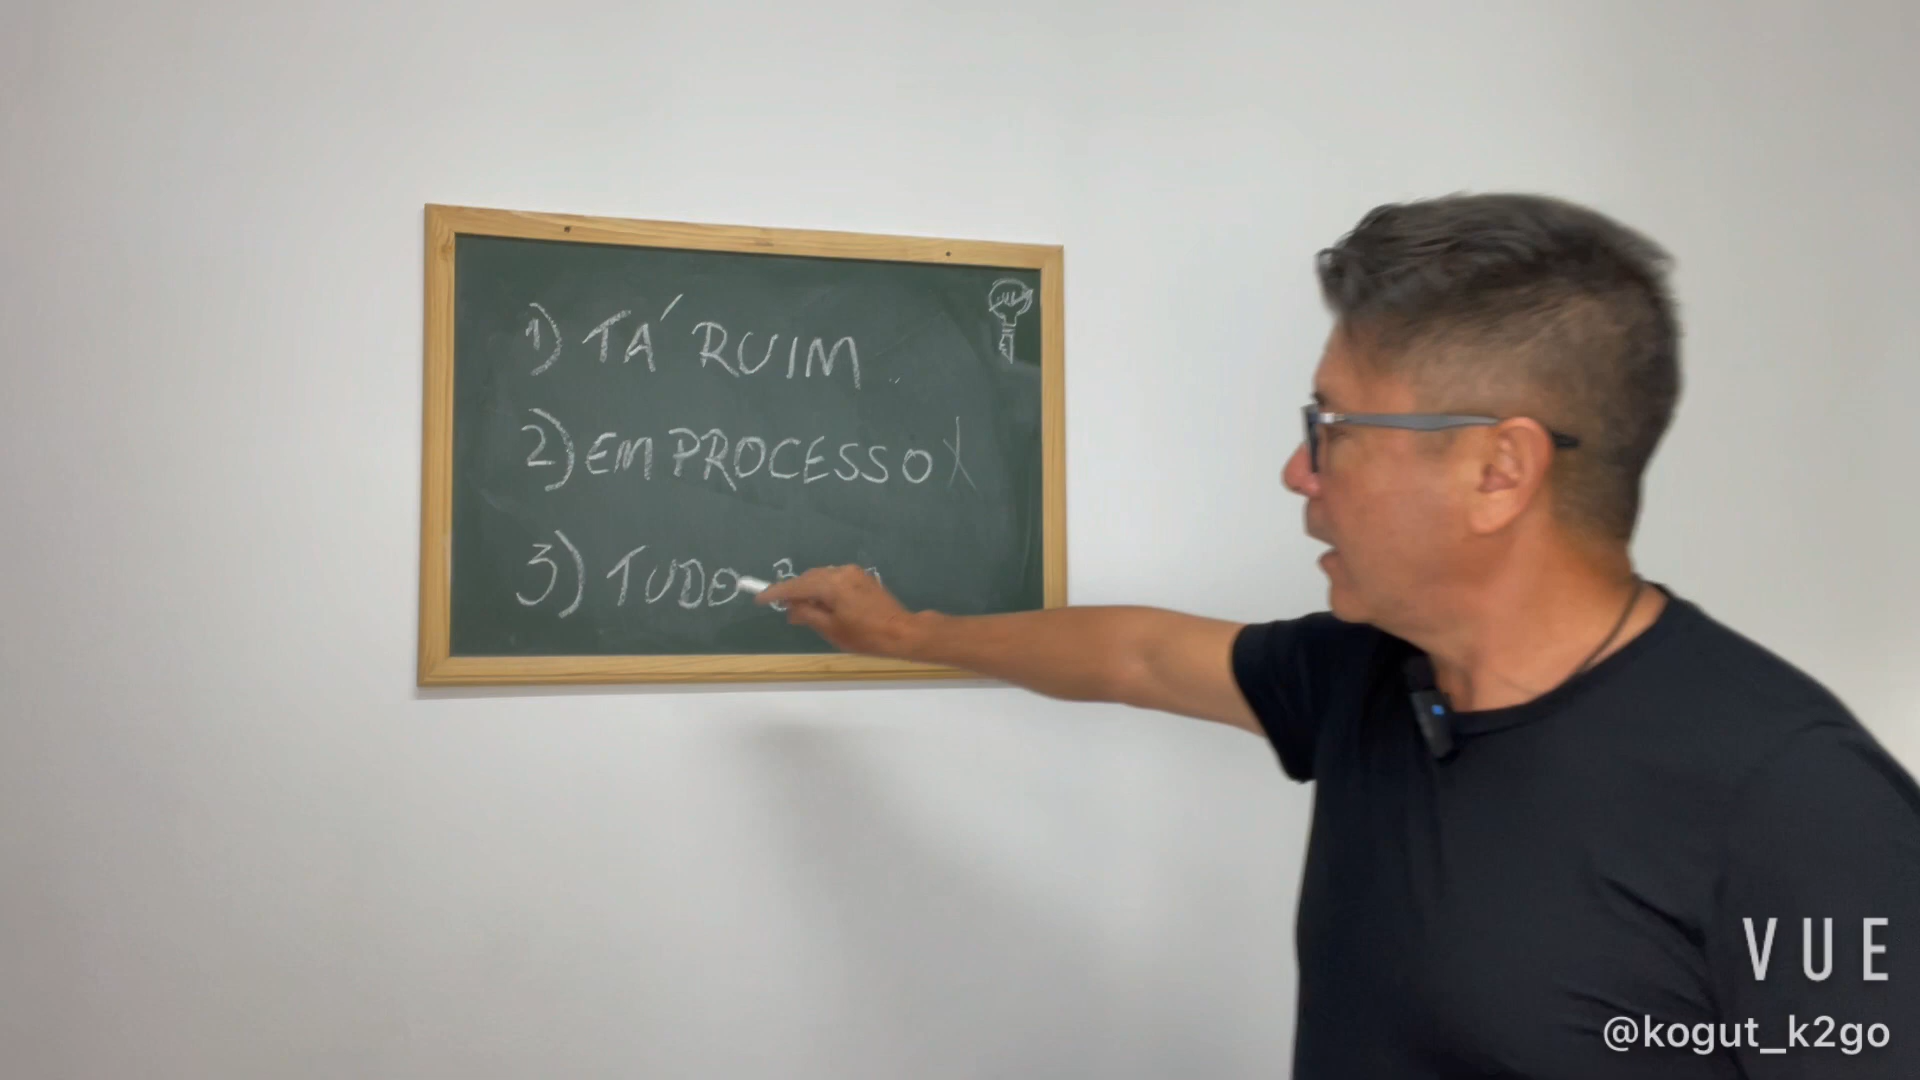 1) TÁ RUIM
2) EM PROCESSO X
3) TUDO
VUE
@kogut_k2go